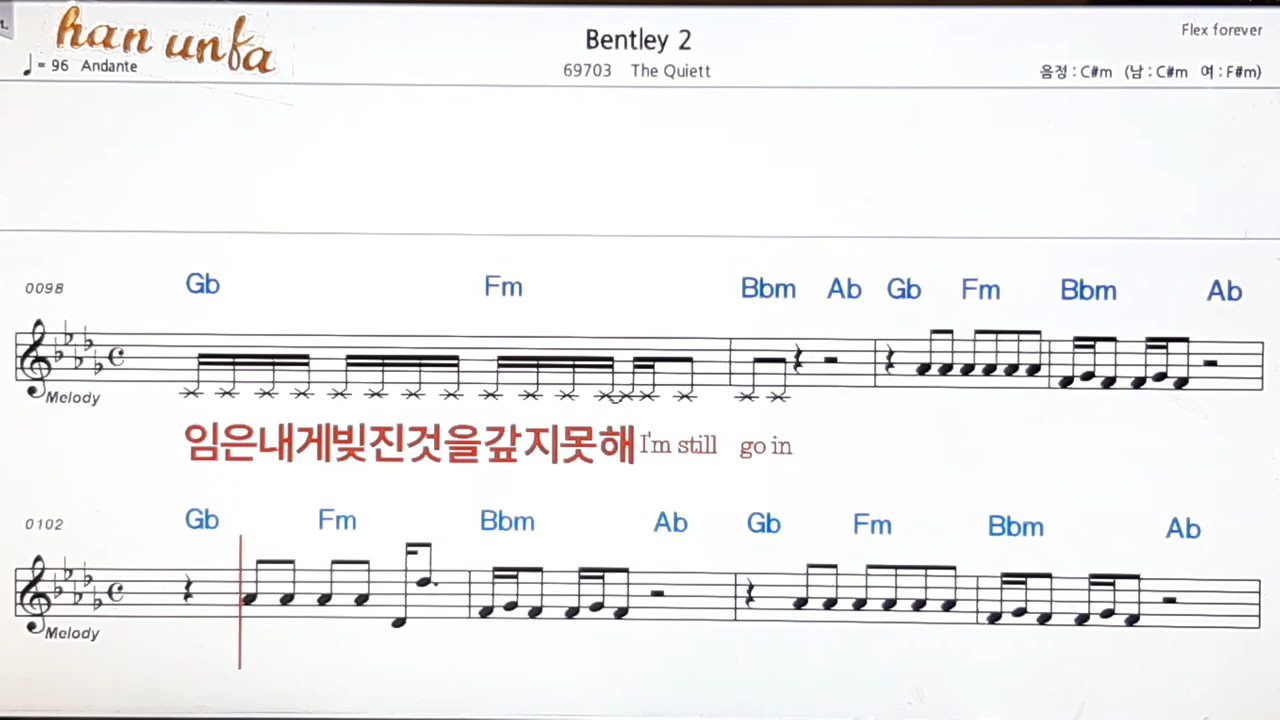 t.
han unfa
Bentley 2
Flex forever
♩= 96 Andante
69703 The Quiett
음정 : C#m (남 : C#m 여 : F#m)
0098 Gb Fm Bbm Ab Gb Fm Bbm Ab
Melody
임은내게빚진것을갚지못해 I'm still go in
0102 Gb Fm Bbm Ab Gb Fm Bbm Ab
Melody